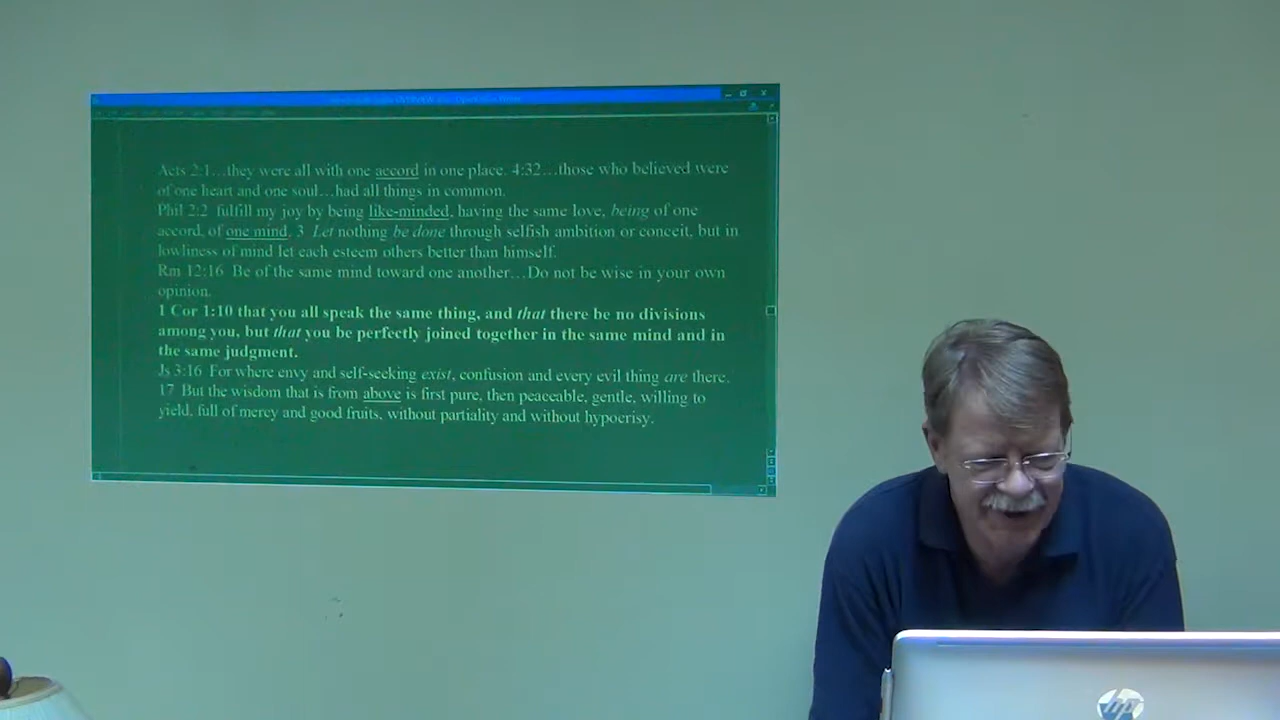 Acts 2:1…they were all with one accord in one place. 4:32…those who believed were
of one heart and one soul…had all things in common.
Phil 2:2 fulfill my joy by being like-minded, having the same love, being of one
accord, of one mind. 3 Let nothing be done through selfish ambition or conceit, but in
lowliness of mind let each esteem others better than himself.
Rm 12:16 Be of the same mind toward one another…Do not be wise in your own
opinion.
1 Cor 1:10 that you all speak the same thing, and that there be no divisions
among you, but that you be perfectly joined together in the same mind and in
the same judgment.
Js 3:16 For where envy and self-seeking exist, confusion and every evil thing are there.
17 But the wisdom that is from above is first pure, then peaceable, gentle, willing to
yield, full of mercy and good fruits, without partiality and without hypocrisy.
hp